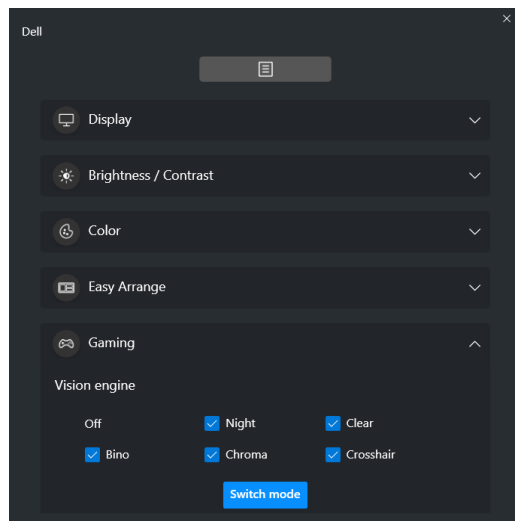 Dell
Display
Brightness / Contrast
Color
Easy Arrange
Gaming
Vision engine
Off Night Clear
Bino Chroma Crosshair
Switch mode